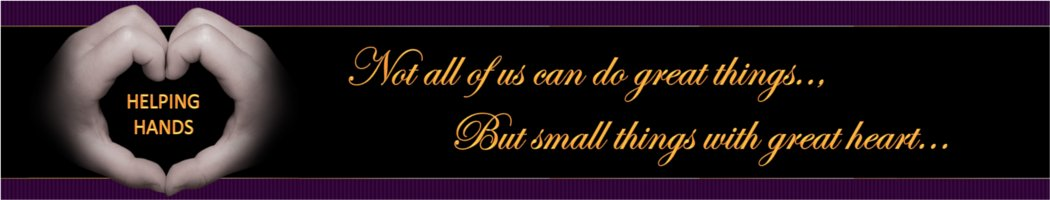 HELPING
HANDS
Not all of us can do great things..,
But small things with great heart...